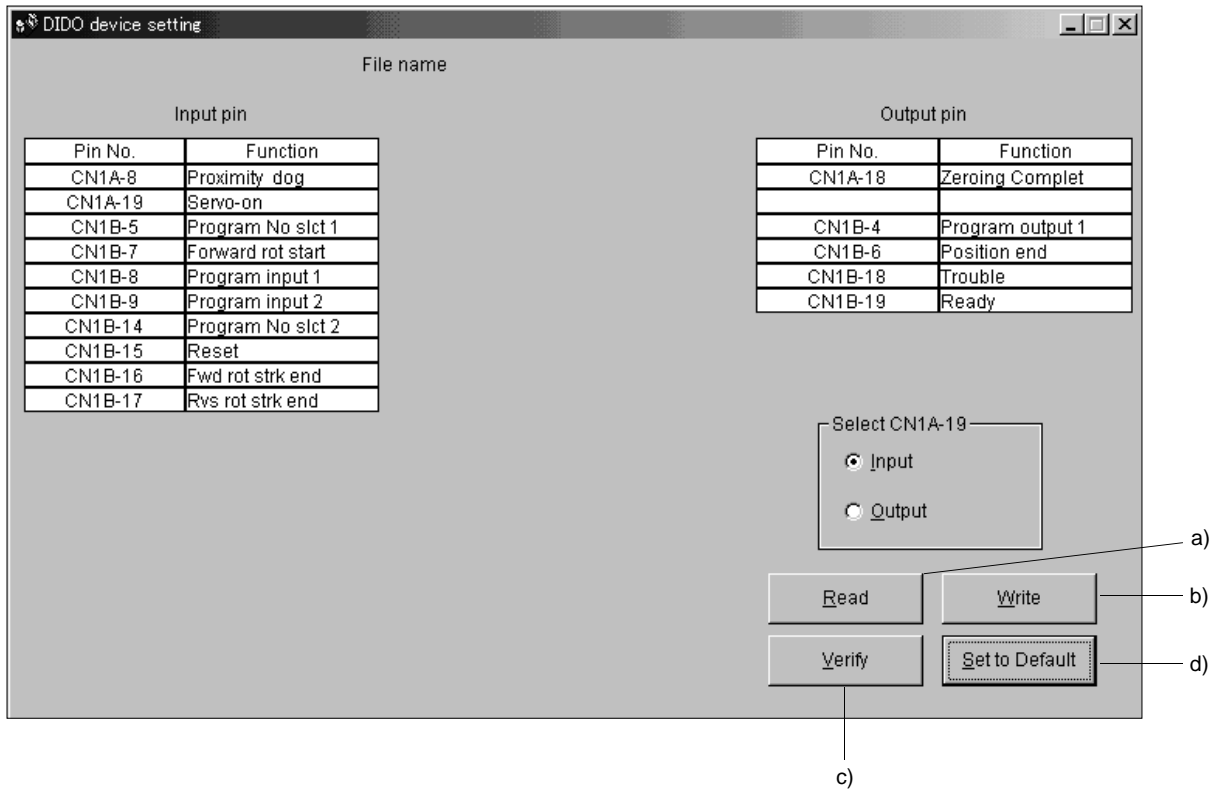 DIDO device setting
File name
Input pin
Pin No. Function
CN1A-8 Proximity dog
CN1A-19 Servo-on
CN1B-5 Program No slct 1
CN1B-7 Forward rot start
CN1B-8 Program input 1
CN1B-9 Program input 2
CN1B-14 Program No slct 2
CN1B-15 Reset
CN1B-16 Fwd rot strk end
CN1B-17 Rvs rot strk end
Output pin
Pin No. Function
CN1A-18 Zeroing Complet
CN1B-4 Program output 1
CN1B-6 Position end
CN1B-18 Trouble
CN1B-19 Ready
Select CN1A-19
Input
Output
a)
Read Write b)
Verify Set to Default d)
c)